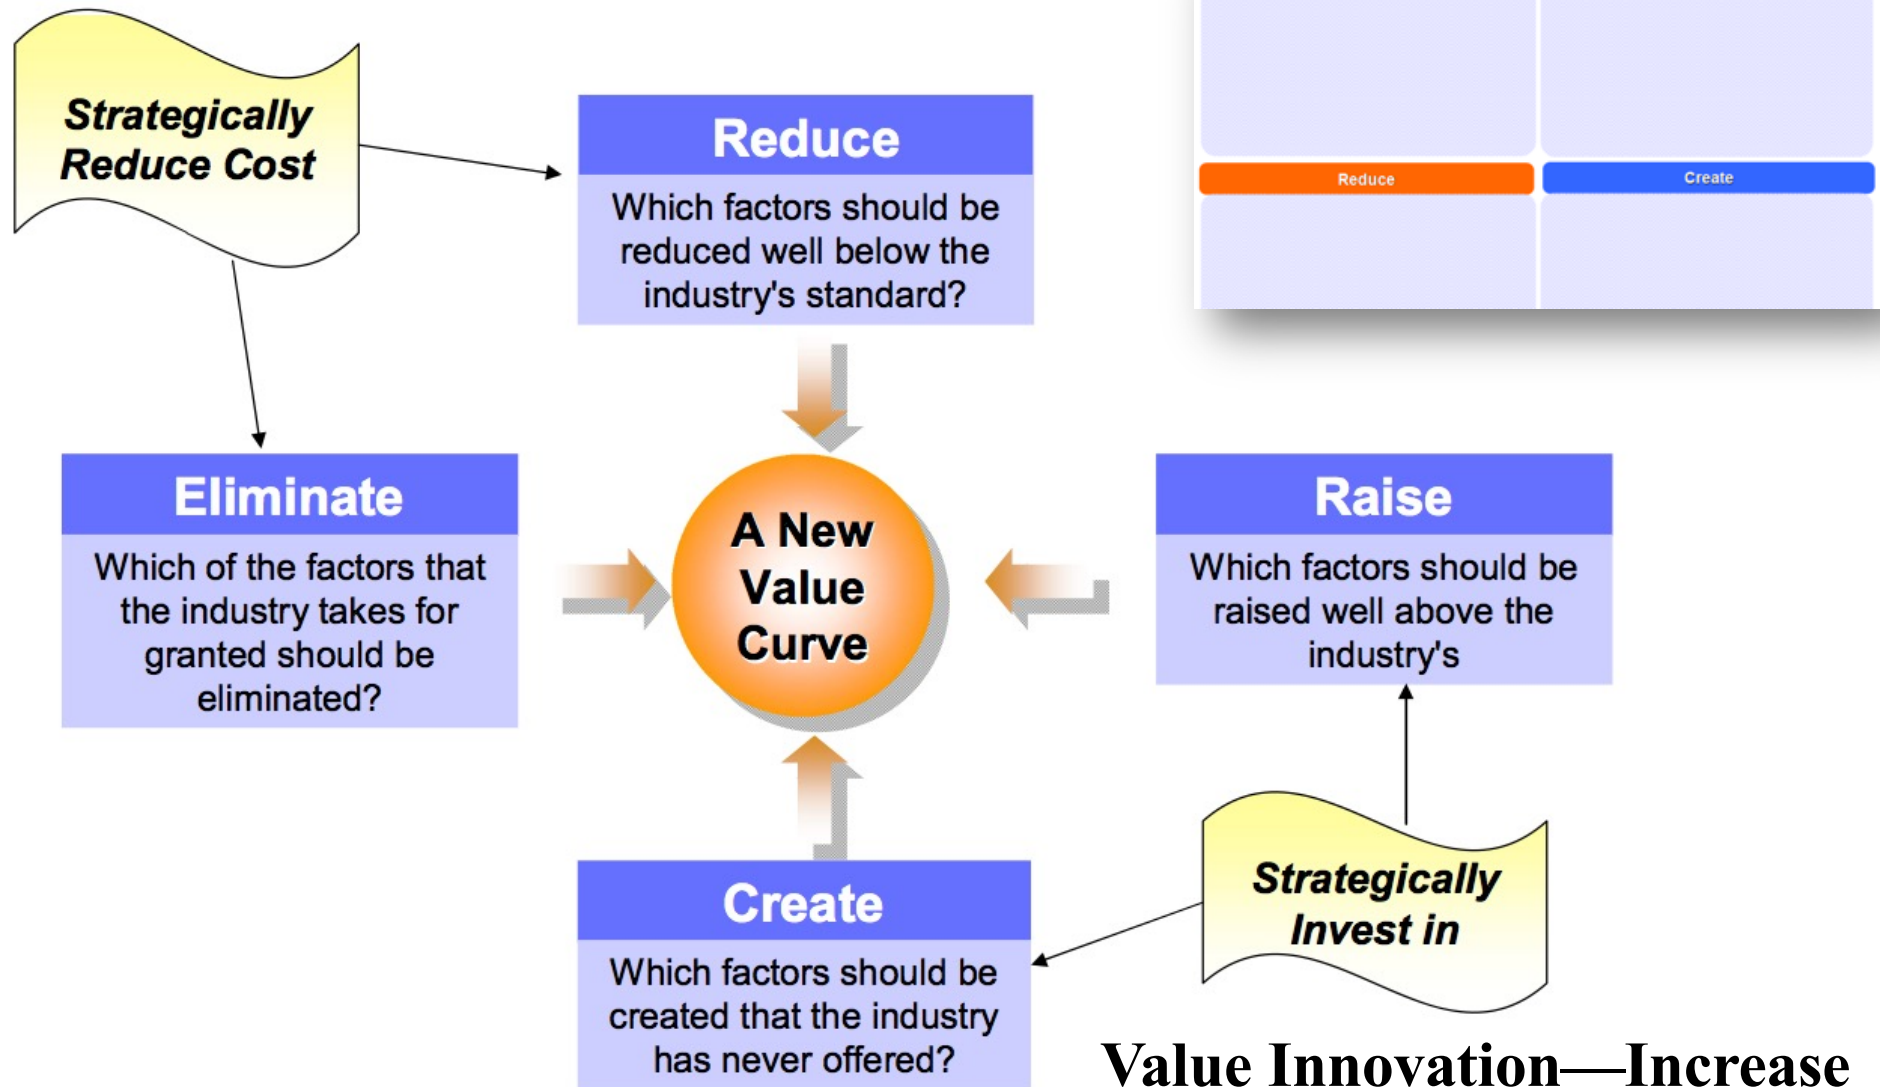 Strategically
Reduce Cost
Reduce
Which factors should be
reduced well below the
industry's standard?
Reduce
Create
Eliminate
Which of the factors that
the industry takes for
granted should be
eliminated?
A New
Value
Curve
Raise
Which factors should be
raised well above the
industry's
Create
Which factors should be
created that the industry
has never offered?
Strategically
Invest in
Value Innovation—Increase